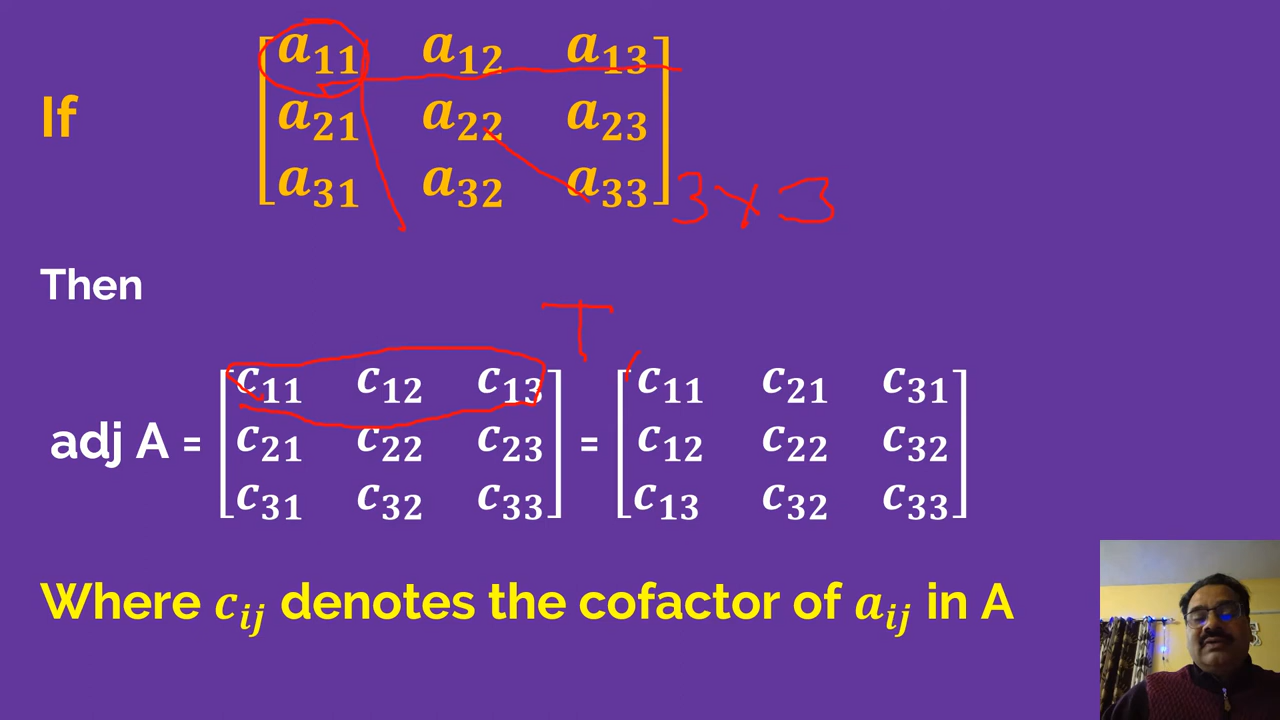 If [a₁₁ a₁₂ a₁₃
a₂₁ a₂₂ a₂₃
a₃₁ a₃₂ a₃₃] 3 × 3
Then
T
adj A = [c₁₁ c₁₂ c₁₃ = [c₁₁ c₂₁ c₃₁
c₂₁ c₂₂ c₂₃] c₁₂ c₂₂ c₃₂
c₃₁ c₃₂ c₃₃] c₁₃ c₃₂ c₃₃]
Where cᵢⱼ denotes the cofactor of aᵢⱼ in A